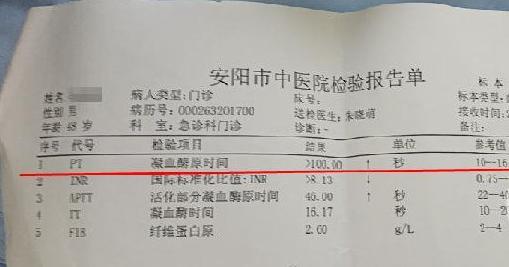 安阳市中医院检验报告单
姓名 病人类型:门诊 床号: 标本
性别 男 病历号: 000263201700 送检医生: 朱晓萌 标本类型:
年龄 68 岁 科 室: 急诊科门诊 诊断:- 接收时间:
备注:
序号 代号 检验项目 结果 单位 参考值
1 PT 凝血酶原时间 >100.00 ↑ 秒 10--16
2 INR 国际标准化比值:INR >8.13 ↓ 0.75--
3 APTT 活化部分凝血酶原时间 46.00 ↑ 秒 22--40
4 TT 凝血酶时间 16.17 秒 10--2
5 FIB 纤维蛋白原 2.60 g/L 2--4